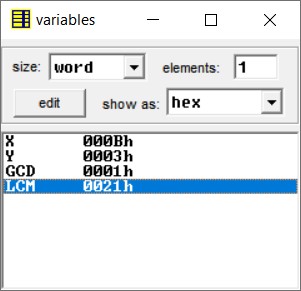 variables
size: word elements: 1
edit show as: hex
X 000Bh
Y 0003h
GCD 0001h
LCM 0021h